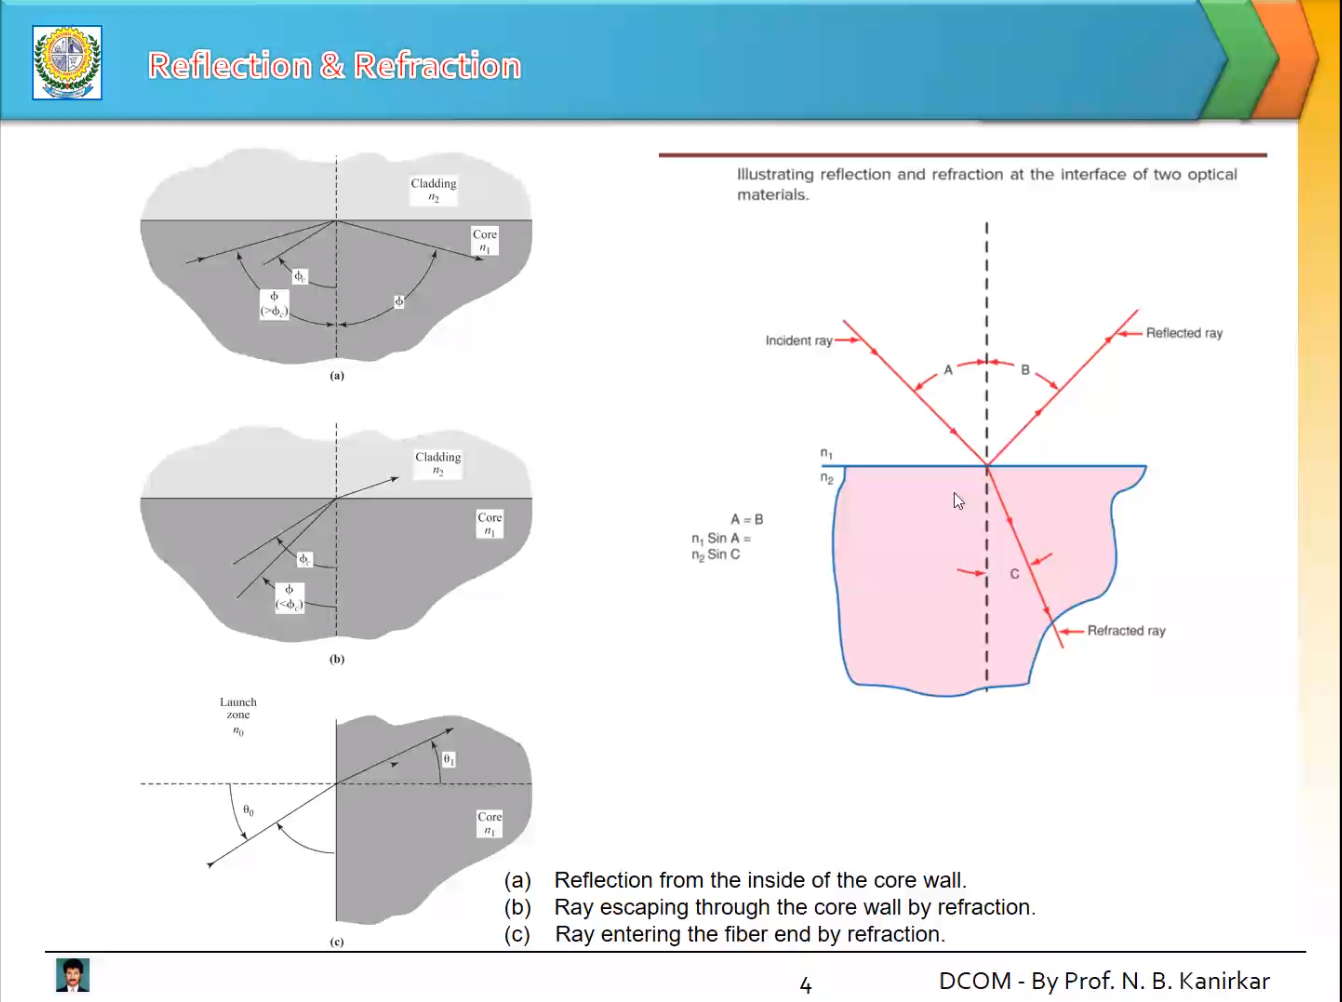 Reflection & Refraction
Cladding
n2
Core
n1
ϕc
ϕ
(>ϕc)
ϕ
(a)
Cladding
n2
Core
n1
ϕc
ϕ
(<ϕc)
(b)
Launch
zone
n0
θ1
θ0
Core
n1
(c)
Illustrating reflection and refraction at the interface of two optical
materials.
Incident ray
Reflected ray
A
B
n1
n2
A = B
n1 Sin A =
n2 Sin C
C
Refracted ray
(a) Reflection from the inside of the core wall.
(b) Ray escaping through the core wall by refraction.
(c) Ray entering the fiber end by refraction.
4
DCOM - By Prof. N. B. Kanirkar